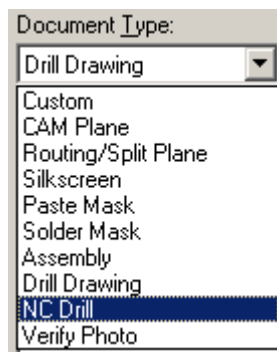 Document Type:
Drill Drawing
Custom
CAM Plane
Routing/Split Plane
Silkscreen
Paste Mask
Solder Mask
Assembly
Drill Drawing
NC Drill
Verify Photo